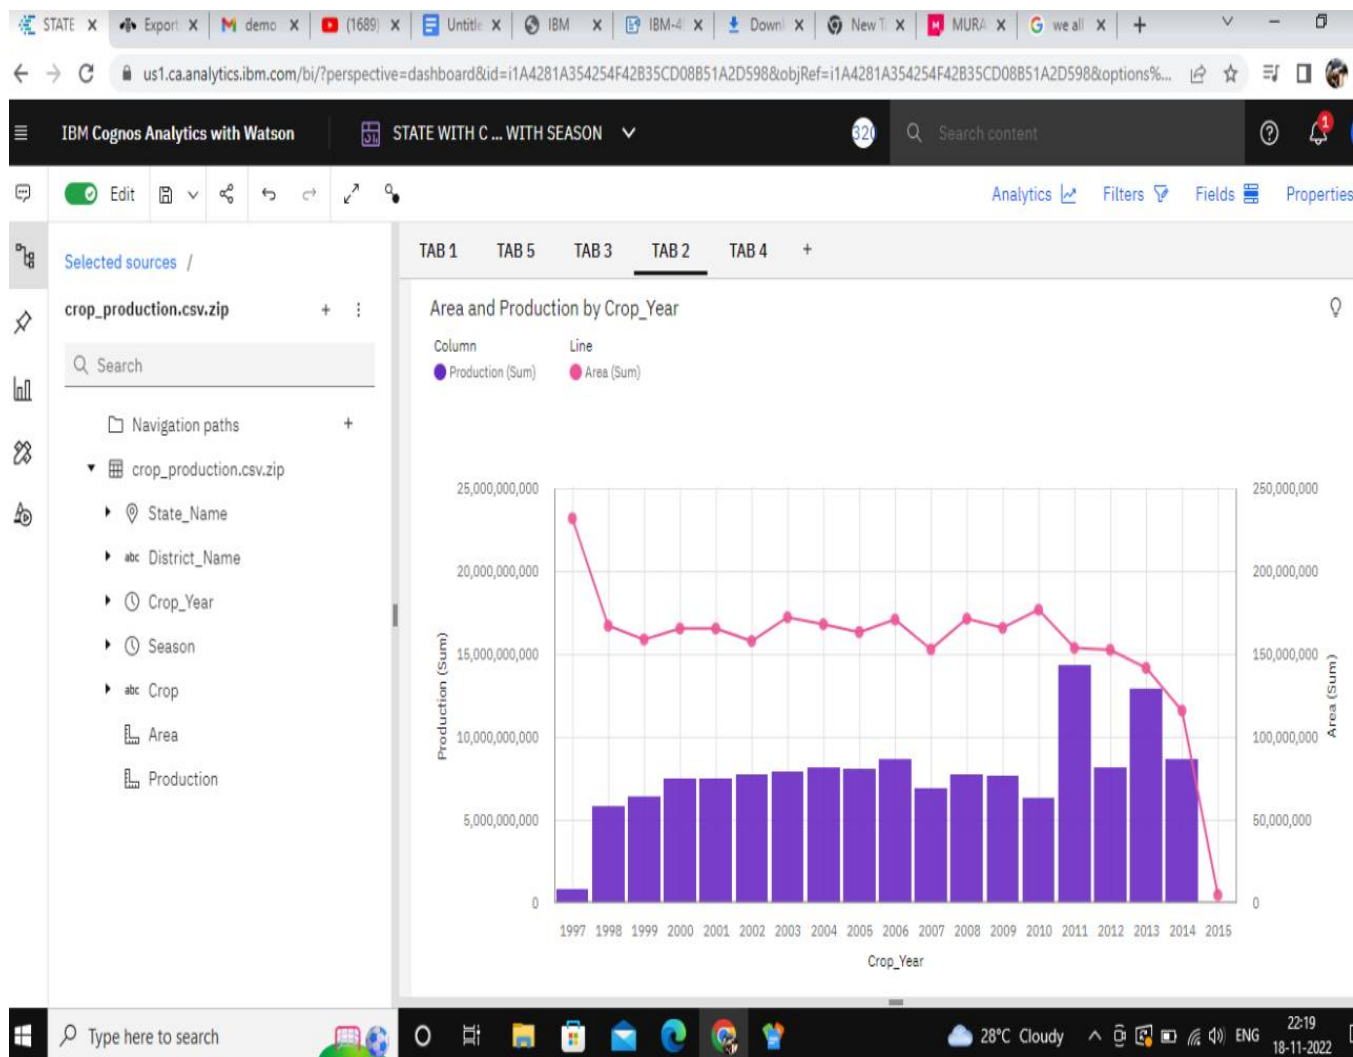 STATE X Export X demo X (1689) X Untitle X IBM X IBM-4 X Downl X New T X MURA X we all X +
us1.ca.analytics.ibm.com/bi/?perspective=dashboard&id=i1A4281A354254F42B35CD08B51A2D598&objRef=i1A4281A354254F42B35CD08B51A2D598&options%...
IBM Cognos Analytics with Watson STATE WITH C ... WITH SEASON 320 Search content 1
Edit Analytics Filters Fields Properties
TAB 1 TAB 5 TAB 3 TAB 2 TAB 4 +
Selected sources /
crop_production.csv.zip +
Search
Navigation paths +
crop_production.csv.zip
State_Name
abc District_Name
Crop_Year
Season
abc Crop
Area
Production
Area and Production by Crop_Year
Column Line
Production (Sum) Area (Sum)
25,000,000,000 250,000,000
20,000,000,000 200,000,000
15,000,000,000 150,000,000
10,000,000,000 100,000,000
5,000,000,000 50,000,000
0 0
Production (Sum)
Area (Sum)
1997 1998 1999 2000 2001 2002 2003 2004 2005 2006 2007 2008 2009 2010 2011 2012 2013 2014 2015
Crop_Year
Type here to search 28°C Cloudy ENG 22:19
18-11-2022